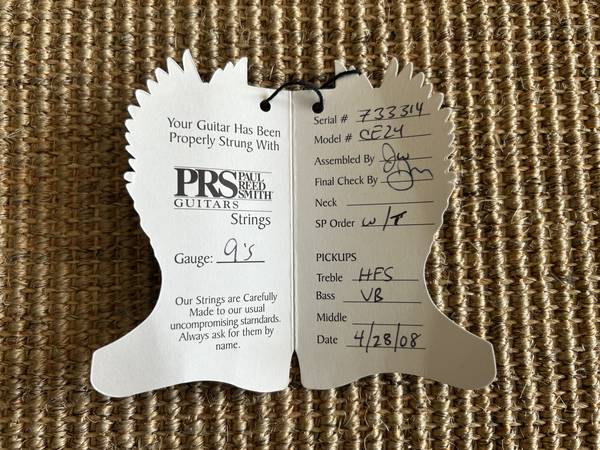 Your Guitar Has Been
Properly Strung With
PRS PAUL
REED
SMITH
GUITARS
Strings
Gauge: 9's
Our Strings are Carefully
Made to our usual
uncompromising starndards.
Always ask for them by
name.
Serial # 733314
Model # CE24
Assembled By
Final Check By
Neck
SP Order w/T
PICKUPS
Treble HFS
Bass VB
Middle
Date 4/28/08